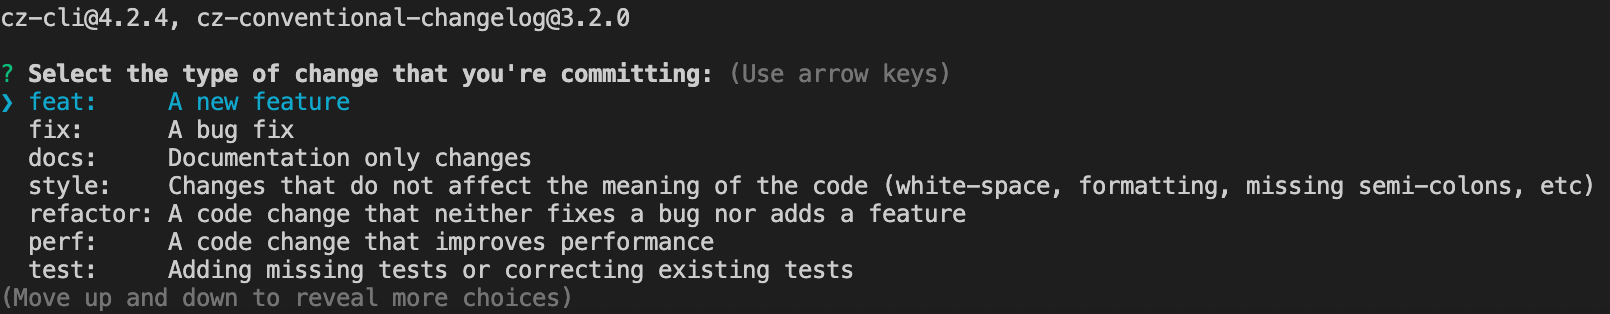 cz-cli@4.2.4, cz-conventional-changelog@3.2.0
? Select the type of change that you're committing: (Use arrow keys)
❯ feat:     A new feature
  fix:      A bug fix
  docs:     Documentation only changes
  style:    Changes that do not affect the meaning of the code (white-space, formatting, missing semi-colons, etc)
  refactor: A code change that neither fixes a bug nor adds a feature
  perf:     A code change that improves performance
  test:     Adding missing tests or correcting existing tests
(Move up and down to reveal more choices)